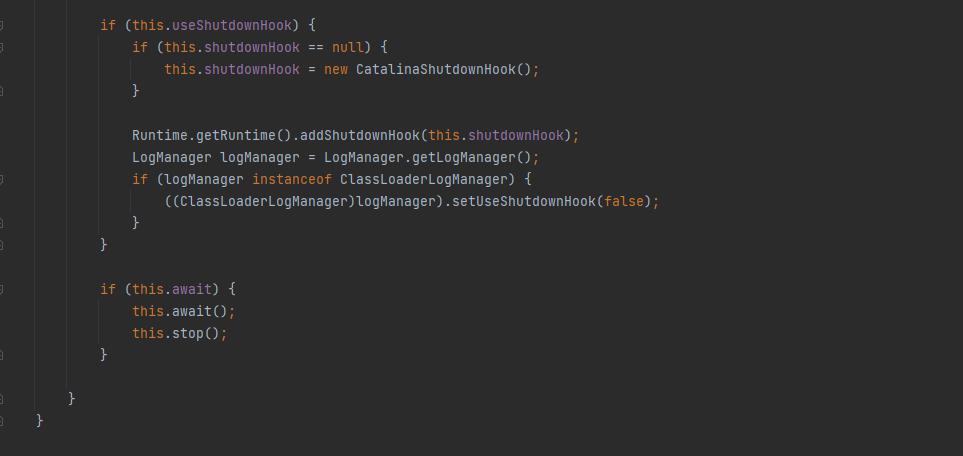 if (this.useShutdownHook) {
if (this.shutdownHook == null) {
this.shutdownHook = new CatalinaShutdownHook();
}
Runtime.getRuntime().addShutdownHook(this.shutdownHook);
LogManager logManager = LogManager.getLogManager();
if (logManager instanceof ClassLoaderLogManager) {
((ClassLoaderLogManager)logManager).setUseShutdownHook(false);
}
}
if (this.await) {
this.await();
this.stop();
}
}
}